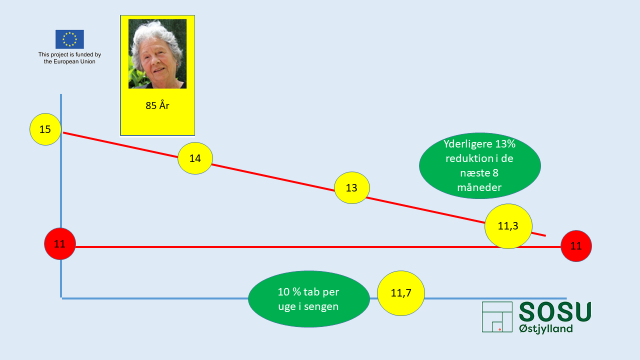 This project is funded by
the European Union
85 År
15
14
13
Yderligere 13%
reduktion i de
næste 8
måneder
11,3
11
11
10 % tab per
uge i sengen
11,7
SOSU
Østjylland